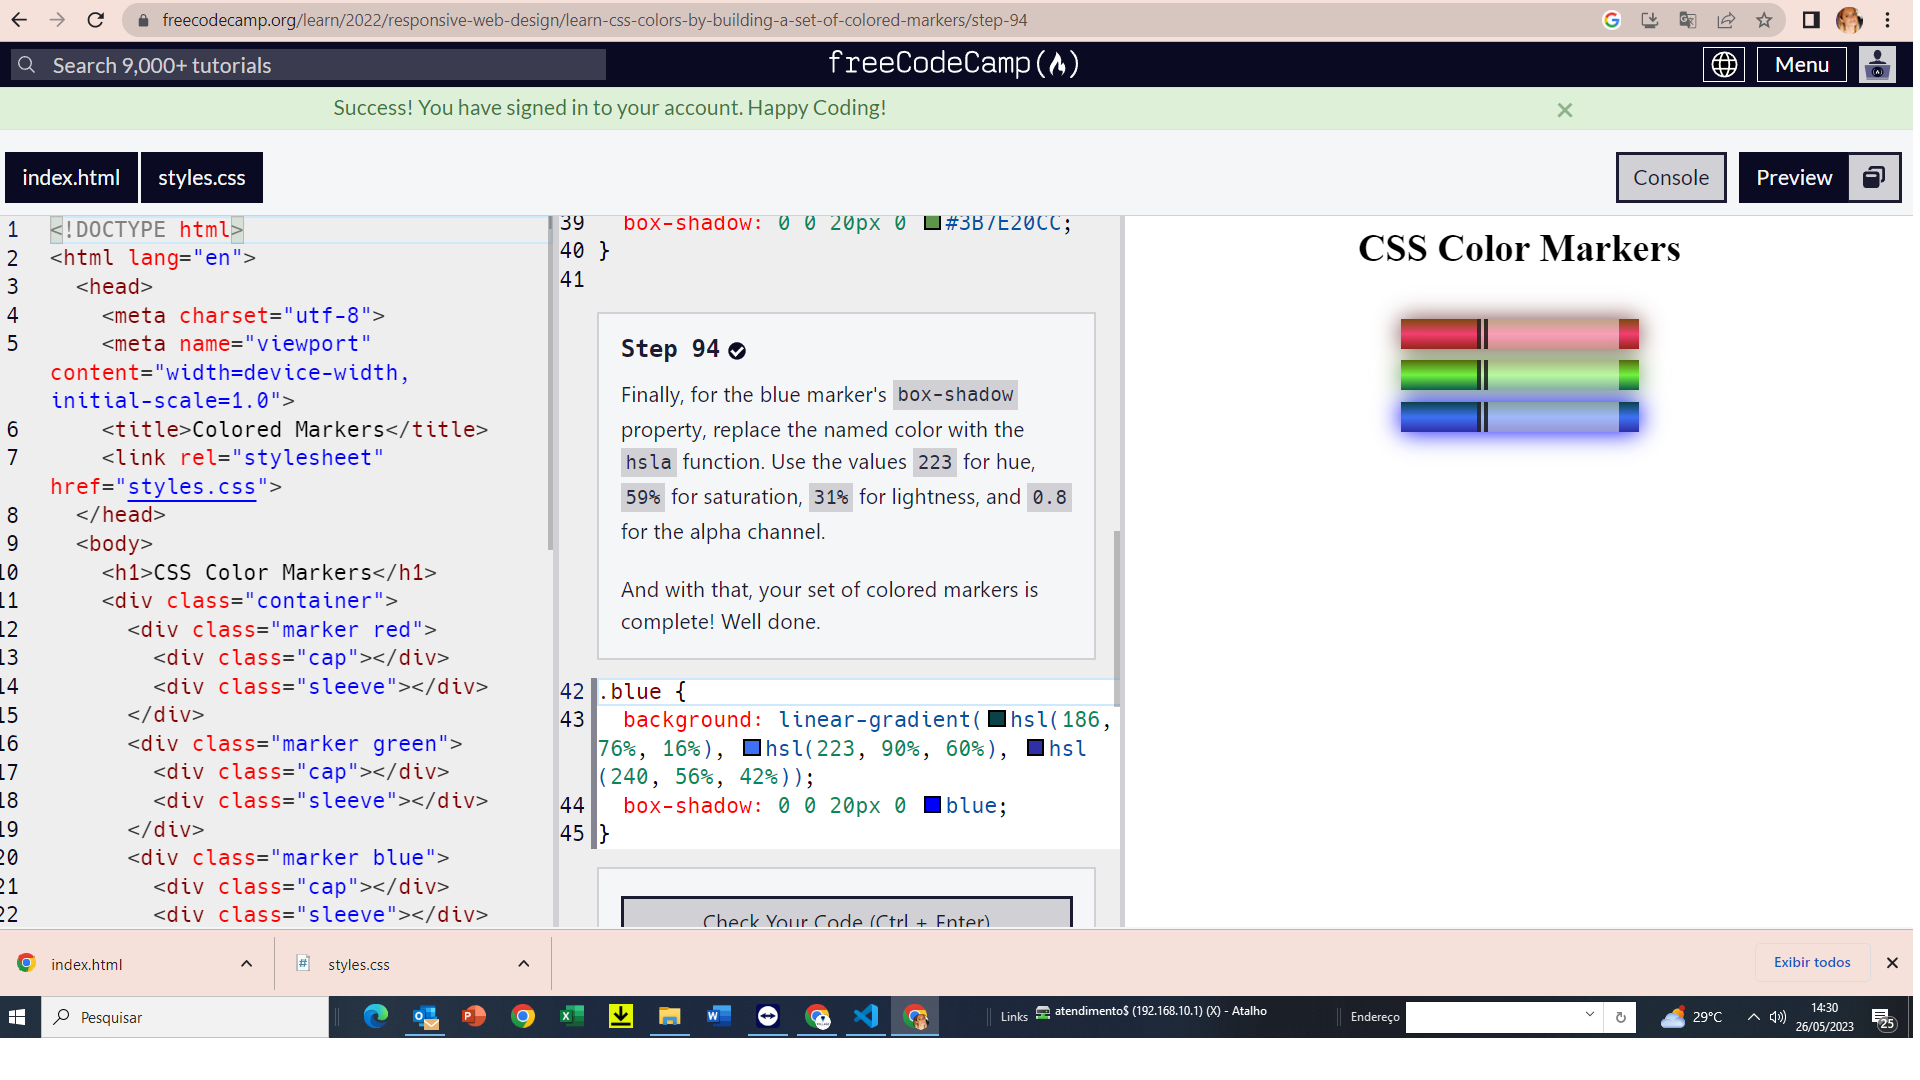 freecodecamp.org/learn/2022/responsive-web-design/learn-css-colors-by-building-a-set-of-colored-markers/step-94
Search 9,000+ tutorials
freeCodeCamp
Menu
Success! You have signed in to your account. Happy Coding!
×
index.html
styles.css
Console
Preview
1 <!DOCTYPE html>
2 <html lang="en">
3 <head>
4 <meta charset="utf-8">
5 <meta name="viewport"
content="width=device-width,
initial-scale=1.0">
6 <title>Colored Markers</title>
7 <link rel="stylesheet"
href="styles.css">
8 </head>
9 <body>
10 <h1>CSS Color Markers</h1>
11 <div class="container">
12 <div class="marker red">
13 <div class="cap"></div>
14 <div class="sleeve"></div>
15 </div>
16 <div class="marker green">
17 <div class="cap"></div>
18 <div class="sleeve"></div>
19 </div>
20 <div class="marker blue">
21 <div class="cap"></div>
22 <div class="sleeve"></div>
39 box-shadow: 0 0 20px 0 #3B7E20CC;
40 }
41
Step 94
Finally, for the blue marker's box-shadow
property, replace the named color with the
hsla function. Use the values 223 for hue,
59% for saturation, 31% for lightness, and 0.8
for the alpha channel.
And with that, your set of colored markers is
complete! Well done.
42 .blue {
43 background: linear-gradient(hsl(186,
76%, 16%), hsl(223, 90%, 60%), hsl
(240, 56%, 42%));
44 box-shadow: 0 0 20px 0 blue;
45 }
Check Your Code (Ctrl + Enter)
CSS Color Markers
index.html
styles.css
Exibir todos
Pesquisar
Links
atendimento$ (192.168.10.1) (X) - Atalho
Endereço
29°C
14:30
26/05/2023
25